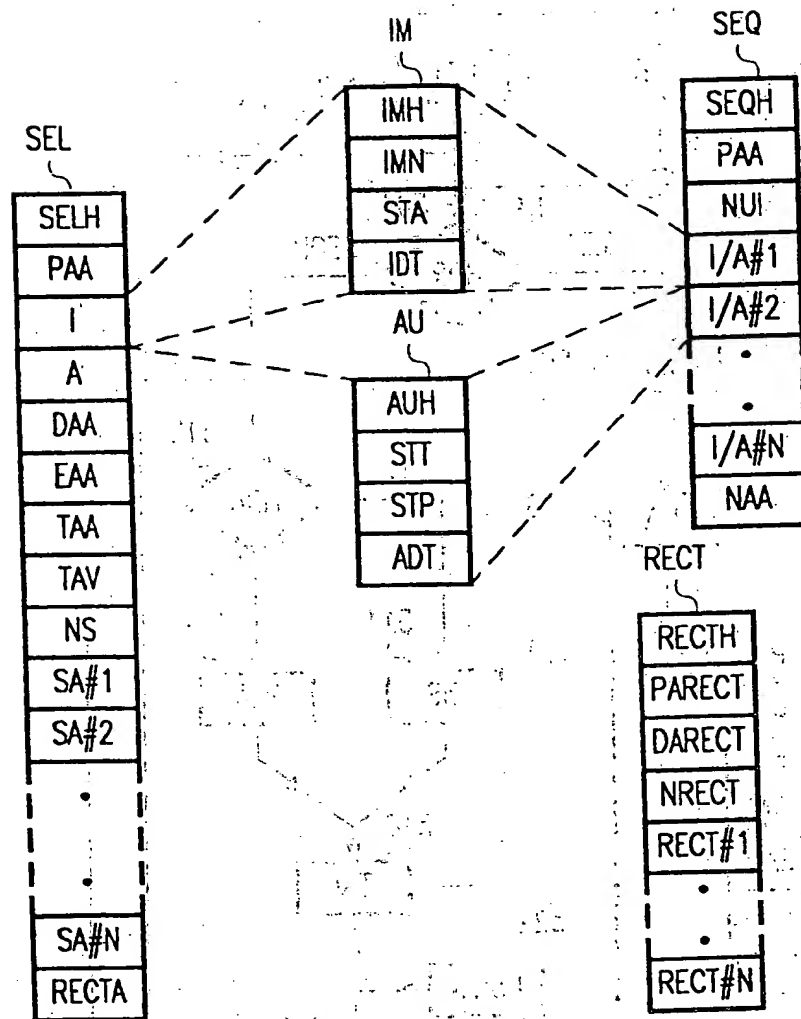 SEL
SELH
PAA
I
A
DAA
EAA
TAA
TAV
NS
SA#1
SA#2
SA#N
RECTA
IM
IMH
IMN
STA
IDT
AU
AUH
STT
STP
ADT
SEQ
SEQH
PAA
NUI
I/A#1
I/A#2
I/A#N
NAA
RECT
RECTH
PARECT
DARECT
NRECT
RECT#1
RECT#N